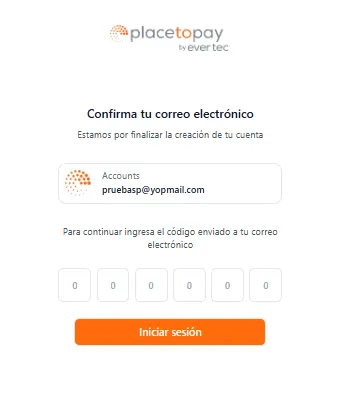 placetopay
by evertec
Confirma tu correo electrónico
Estamos por finalizar la creación de tu cuenta
Accounts
pruebasp@yopmail.com
Para continuar ingresa el código enviado a tu correo
electrónico
0 0 0 0 0 0
Iniciar sesión